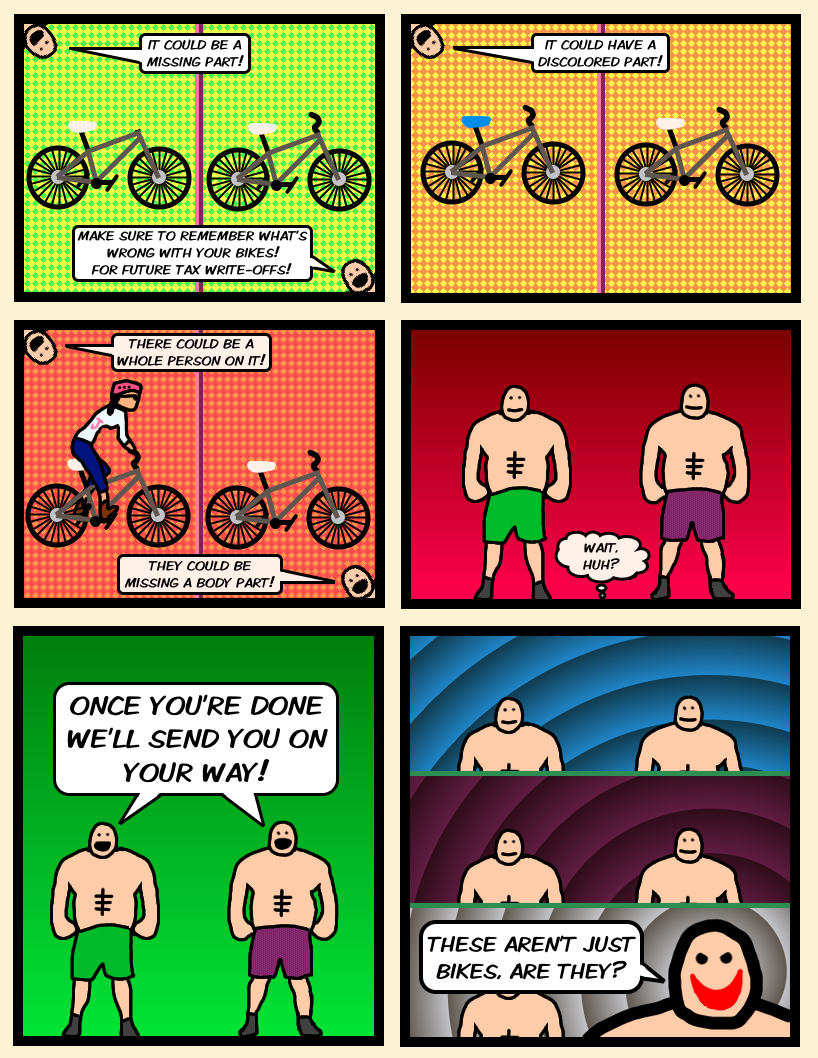 IT COULD BE A
MISSING PART!
MAKE SURE TO REMEMBER WHAT'S
WRONG WITH YOUR BIKES!
FOR FUTURE TAX WRITE-OFFS!
IT COULD HAVE A
DISCOLORED PART!
THERE COULD BE A
WHOLE PERSON ON IT!
J
THEY COULD BE
MISSING A BODY PART!
WAIT,
HUH?
ONCE YOU'RE DONE
WE'LL SEND YOU ON
YOUR WAY!
THESE AREN'T JUST
BIKES, ARE THEY?